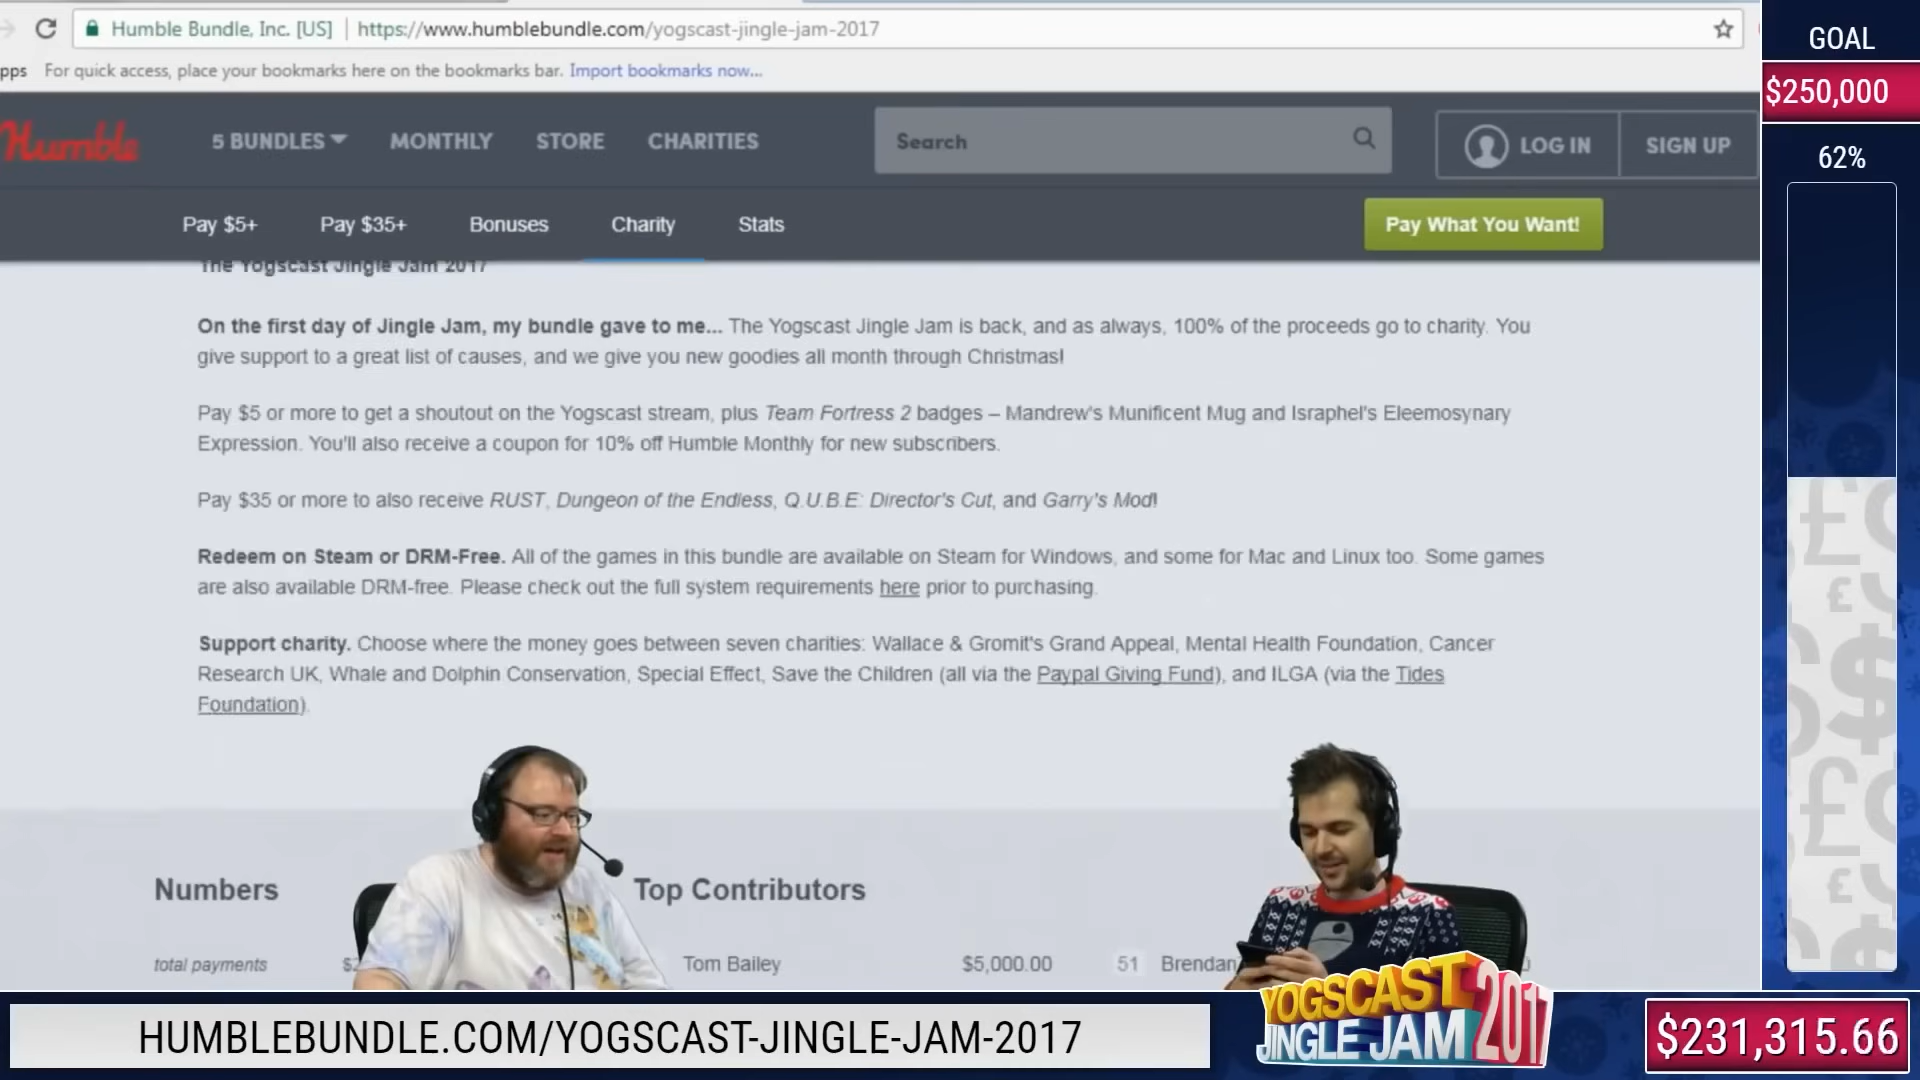 Humble Bundle, Inc. [US] https://www.humblebundle.com/yogscast-jingle-jam-2017
pps For quick access, place your bookmarks here on the bookmarks bar. Import bookmarks now...
Humble 5 BUNDLES MONTHLY STORE CHARITIES Search LOG IN SIGN UP
Pay $5+ Pay $35+ Bonuses Charity Stats Pay What You Want!
The Yogscast Jingle Jam 2017
On the first day of Jingle Jam, my bundle gave to me... The Yogscast Jingle Jam is back, and as always, 100% of the proceeds go to charity. You
give support to a great list of causes, and we give you new goodies all month through Christmas!
Pay $5 or more to get a shoutout on the Yogscast stream, plus Team Fortress 2 badges – Mandrew's Munificent Mug and Israphel's Eleemosynary
Expression. You'll also receive a coupon for 10% off Humble Monthly for new subscribers.
Pay $35 or more to also receive RUST, Dungeon of the Endless, Q.U.B.E: Director's Cut, and Garry's Mod!
Redeem on Steam or DRM-Free. All of the games in this bundle are available on Steam for Windows, and some for Mac and Linux too. Some games
are also available DRM-free. Please check out the full system requirements here prior to purchasing.
Support charity. Choose where the money goes between seven charities: Wallace & Gromit's Grand Appeal, Mental Health Foundation, Cancer
Research UK, Whale and Dolphin Conservation, Special Effect, Save the Children (all via the Paypal Giving Fund), and ILGA (via the Tides
Foundation).
Numbers Top Contributors
total payments Tom Bailey $5,000.00 51 Brendan
GOAL
$250,000
62%
HUMBLEBUNDLE.COM/YOGSCAST-JINGLE-JAM-2017
YOGSCAST
JINGLE JAM
2017
$231,315.66